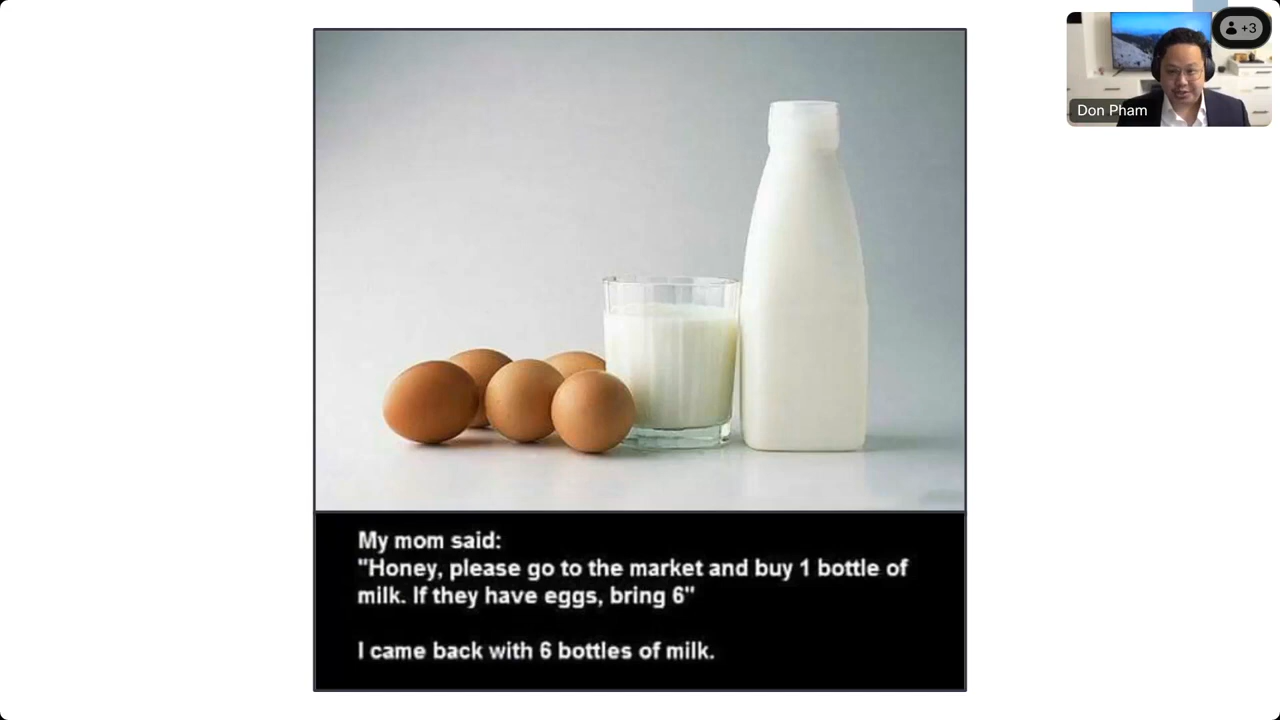 +3
Don Pham
My mom said:
"Honey, please go to the market and buy 1 bottle of
milk. If they have eggs, bring 6"
I came back with 6 bottles of milk.